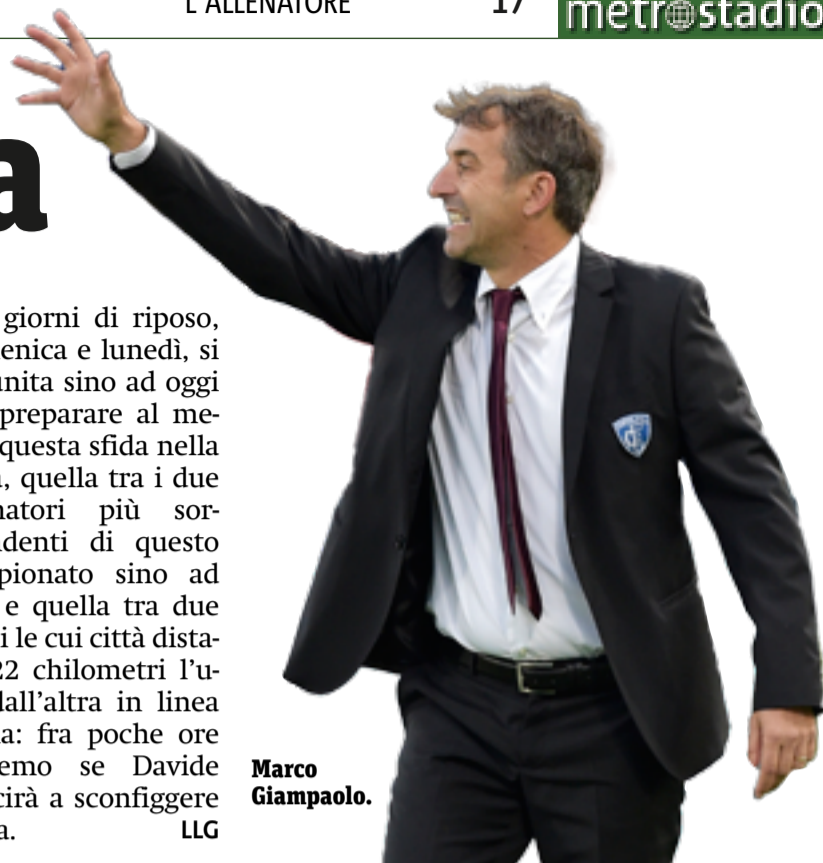 L'ALLENATORE 17 metrostadio
a
giorni di riposo,
enica e lunedì, si
unita sino ad oggi
preparare al me-
questa sfida nella
, quella tra i due
natori più sor-
denti di questo
pionato sino ad
e quella tra due
i le cui città dista-
22 chilometri l'u-
dall'altra in linea
a: fra poche ore
emo se Davide
cirà a sconfiggere
a. LLG
Marco
Giampaolo.